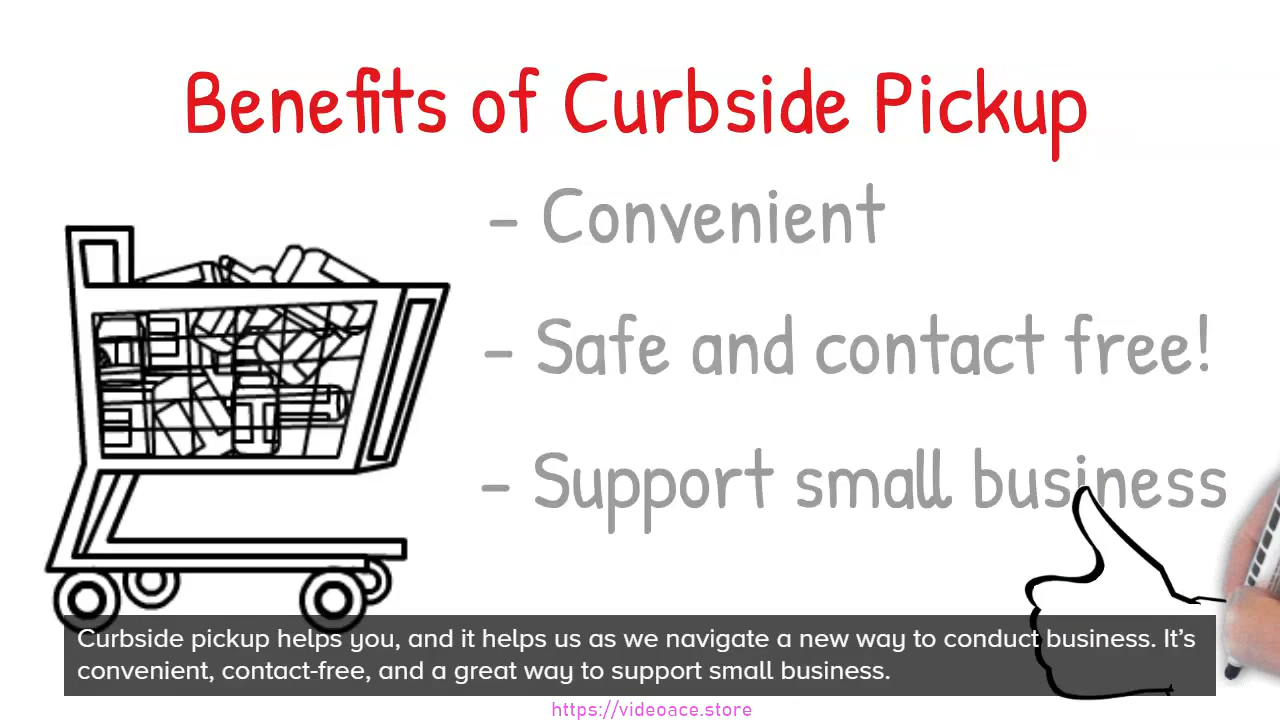 Benefits of Curbside Pickup
- Convenient
- Safe and contact free!
- Support small business
Curbside pickup helps you, and it helps us as we navigate a new way to conduct business. It’s
convenient, contact-free, and a great way to support small business.
https://videoace.store